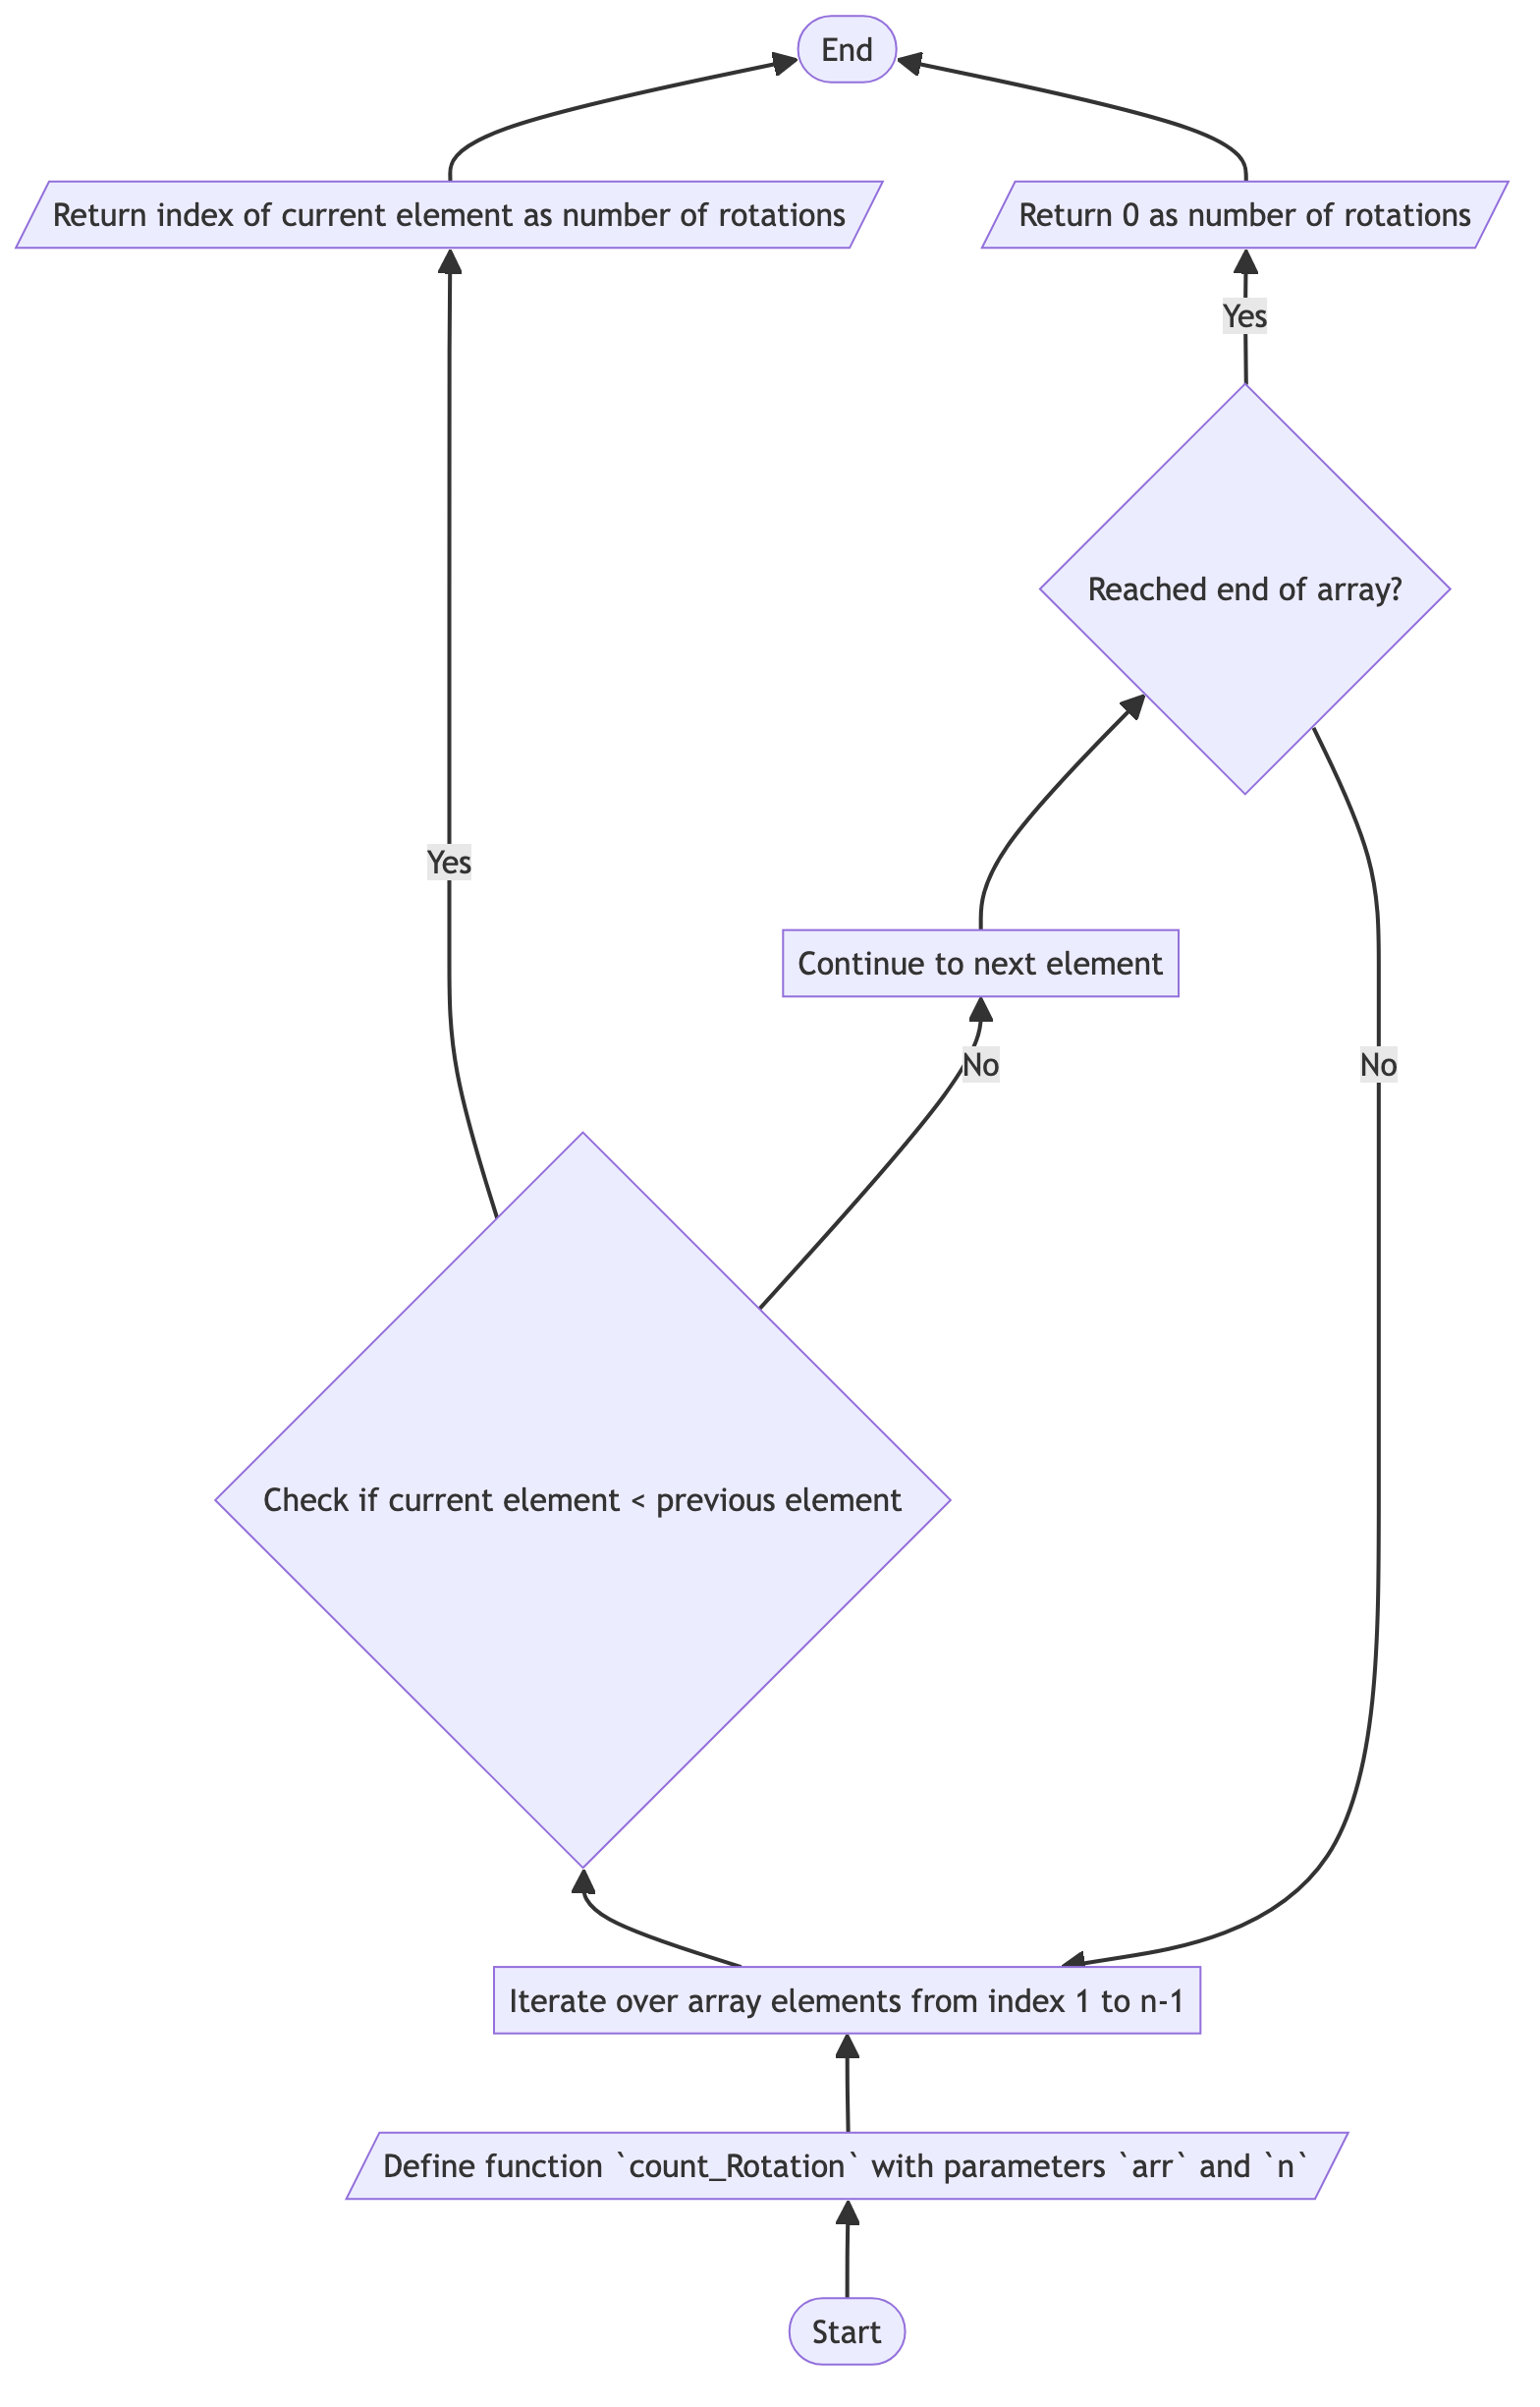 End
Return index of current element as number of rotations
Return 0 as number of rotations
Yes
Reached end of array?
Yes
Continue to next element
No
No
Check if current element < previous element
Iterate over array elements from index 1 to n-1
Define function `count_Rotation` with parameters `arr` and `n`
Start